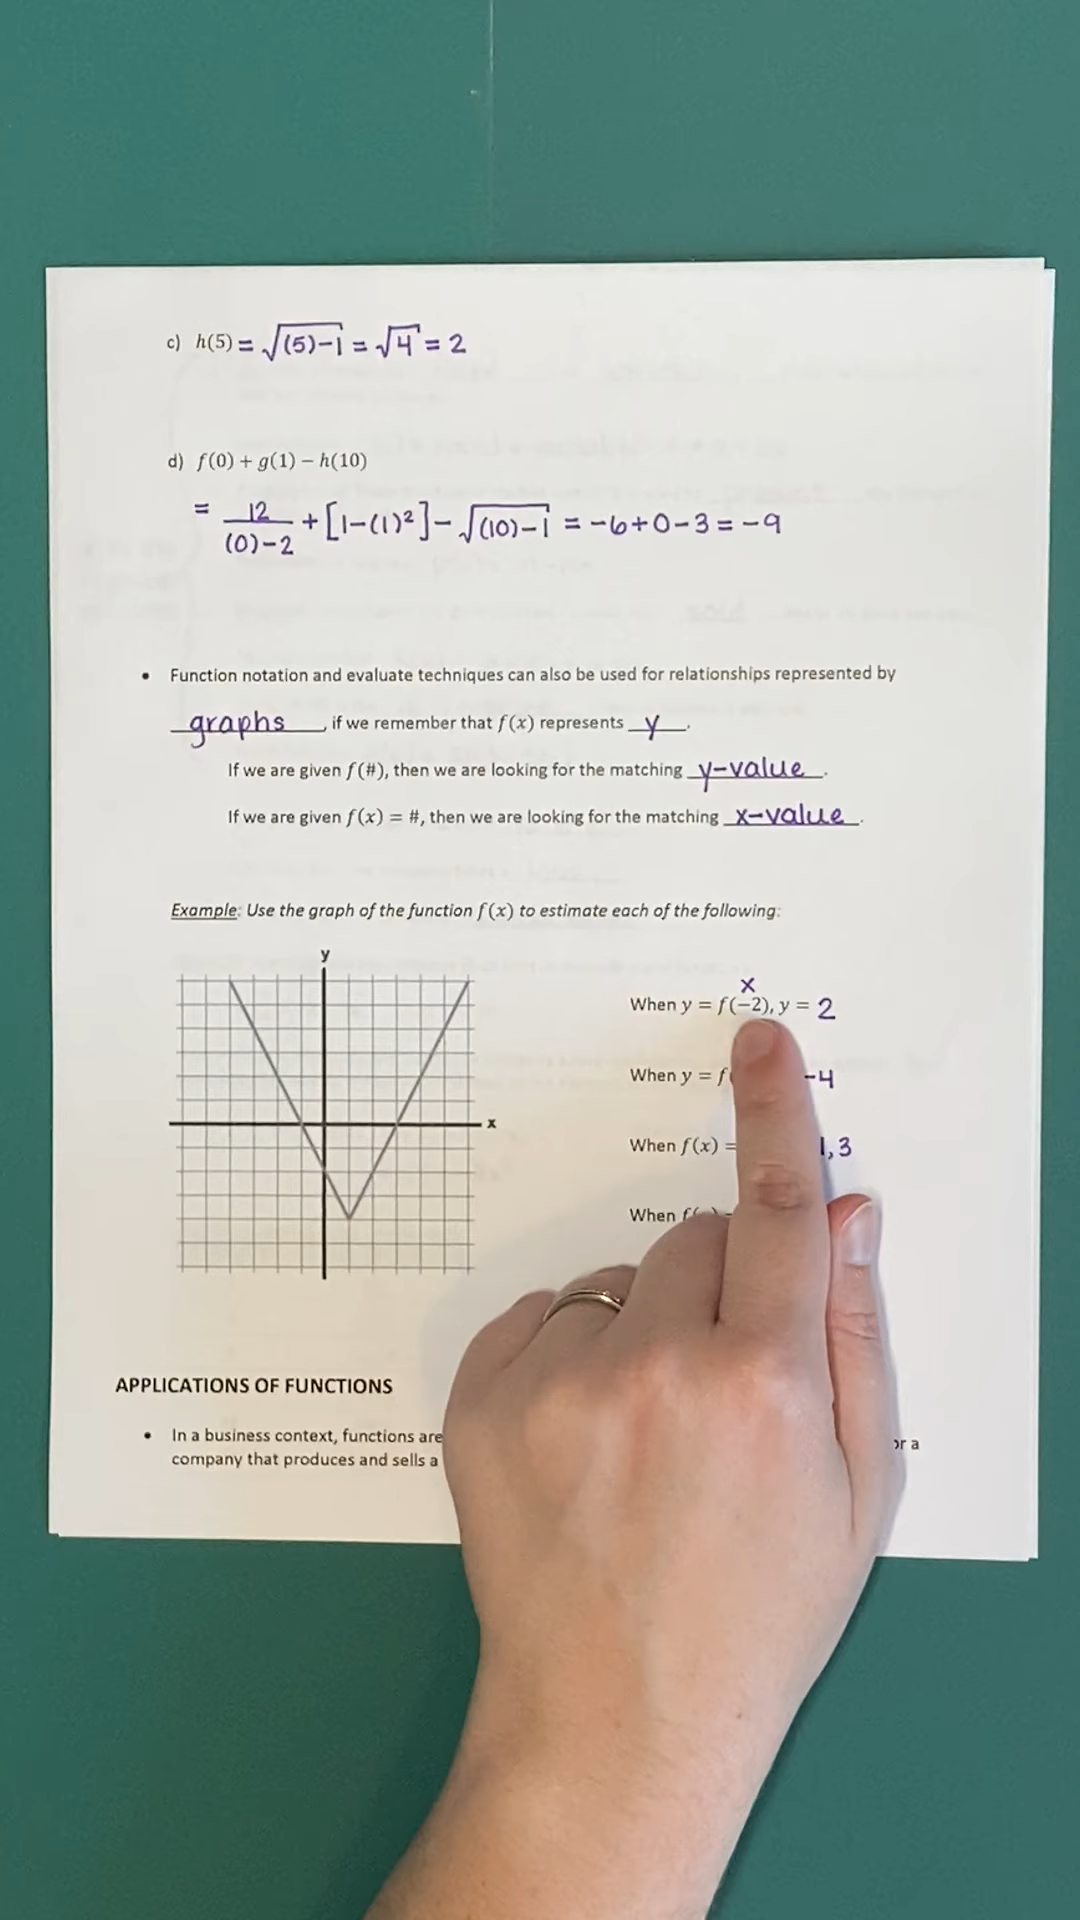 c) h(5) = √(5)-1 = √4 = 2
d) f(0) + g(1) − h(10)
= 12/(0)-2 + [1-(1)²] - √(10)-1 = -6+0-3 = -9
• Function notation and evaluate techniques can also be used for relationships represented by
graphs, if we remember that f(x) represents y.
If we are given f(#), then we are looking for the matching y-value.
If we are given f(x) = #, then we are looking for the matching x-value.
Example: Use the graph of the function f(x) to estimate each of the following:
y
x
x
When y = f(−2), y = 2
When y = f -4
When f(x) = 1, 3
When
APPLICATIONS OF FUNCTIONS
• In a business context, functions are or a
company that produces and sells a